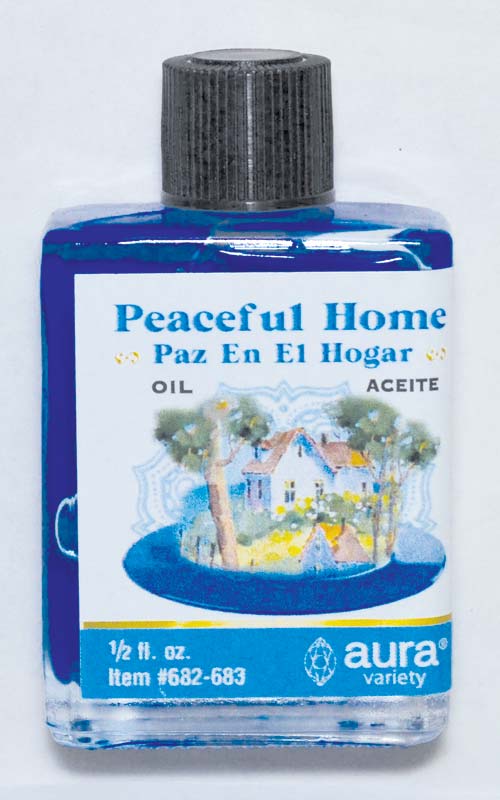 Peaceful Home
Paz En El Hogar
OIL ACEITE
1/2 fl. oz.
Item #682-683
aura®
variety